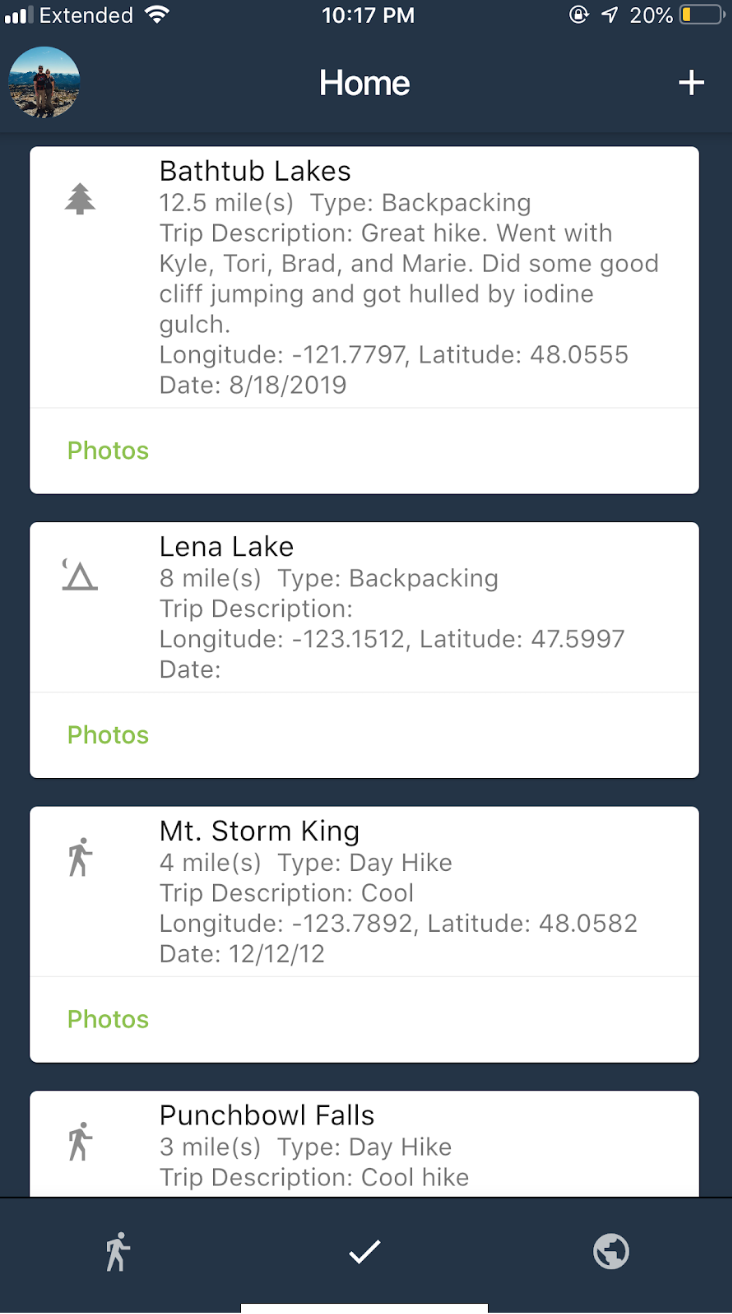 Extended 10:17 PM 20%
Home
Bathtub Lakes
12.5 mile(s) Type: Backpacking
Trip Description: Great hike. Went with
Kyle, Tori, Brad, and Marie. Did some good
cliff jumping and got hulled by iodine
gulch.
Longitude: -121.7797, Latitude: 48.0555
Date: 8/18/2019
Photos
Lena Lake
8 mile(s) Type: Backpacking
Trip Description:
Longitude: -123.1512, Latitude: 47.5997
Date:
Photos
Mt. Storm King
4 mile(s) Type: Day Hike
Trip Description: Cool
Longitude: -123.7892, Latitude: 48.0582
Date: 12/12/12
Photos
Punchbowl Falls
3 mile(s) Type: Day Hike
Trip Description: Cool hike